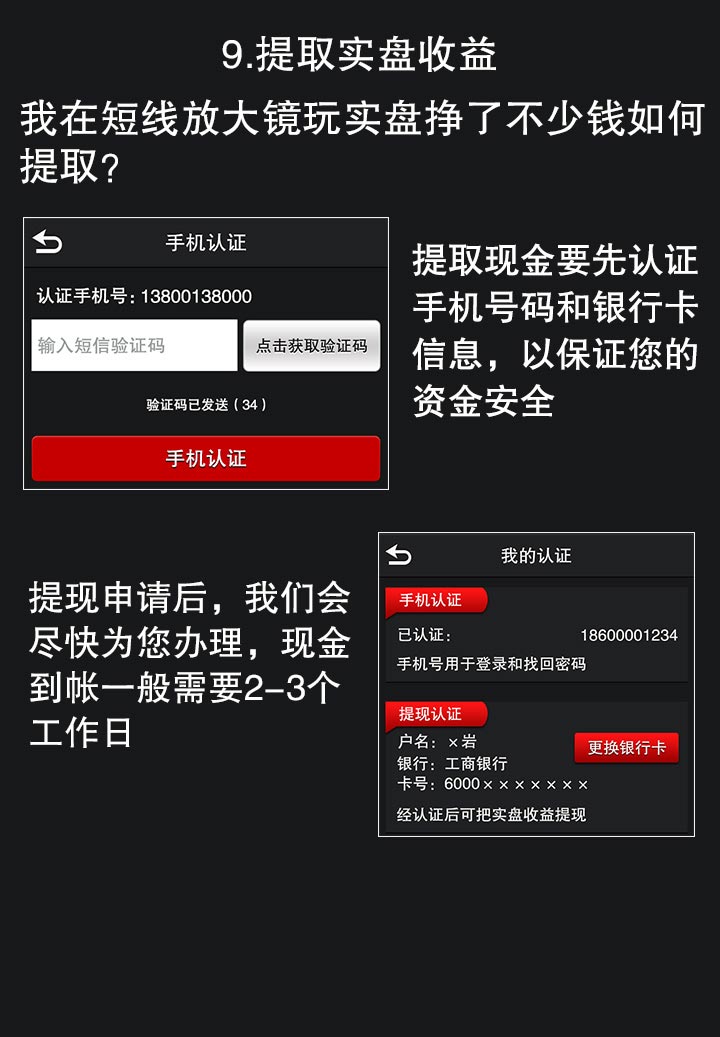 9.提取实盘收益
我在短线放大镜玩实盘挣了不少钱如何
提取?
手机认证
认证手机号:13800138000
输入短信验证码
点击获取验证码
验证码已发送(34)
手机认证
提取现金要先认证
手机号码和银行卡
信息，以保证您的
资金安全
提现申请后，我们会
尽快为您办理，现金
到帐一般需要2-3个
工作日
我的认证
手机认证
已认证: 18600001234
手机号用于登录和找回密码
提现认证
户名: ×岩
银行: 工商银行
更换银行卡
卡号: 6000×××××××
经认证后可把实盘收益提现